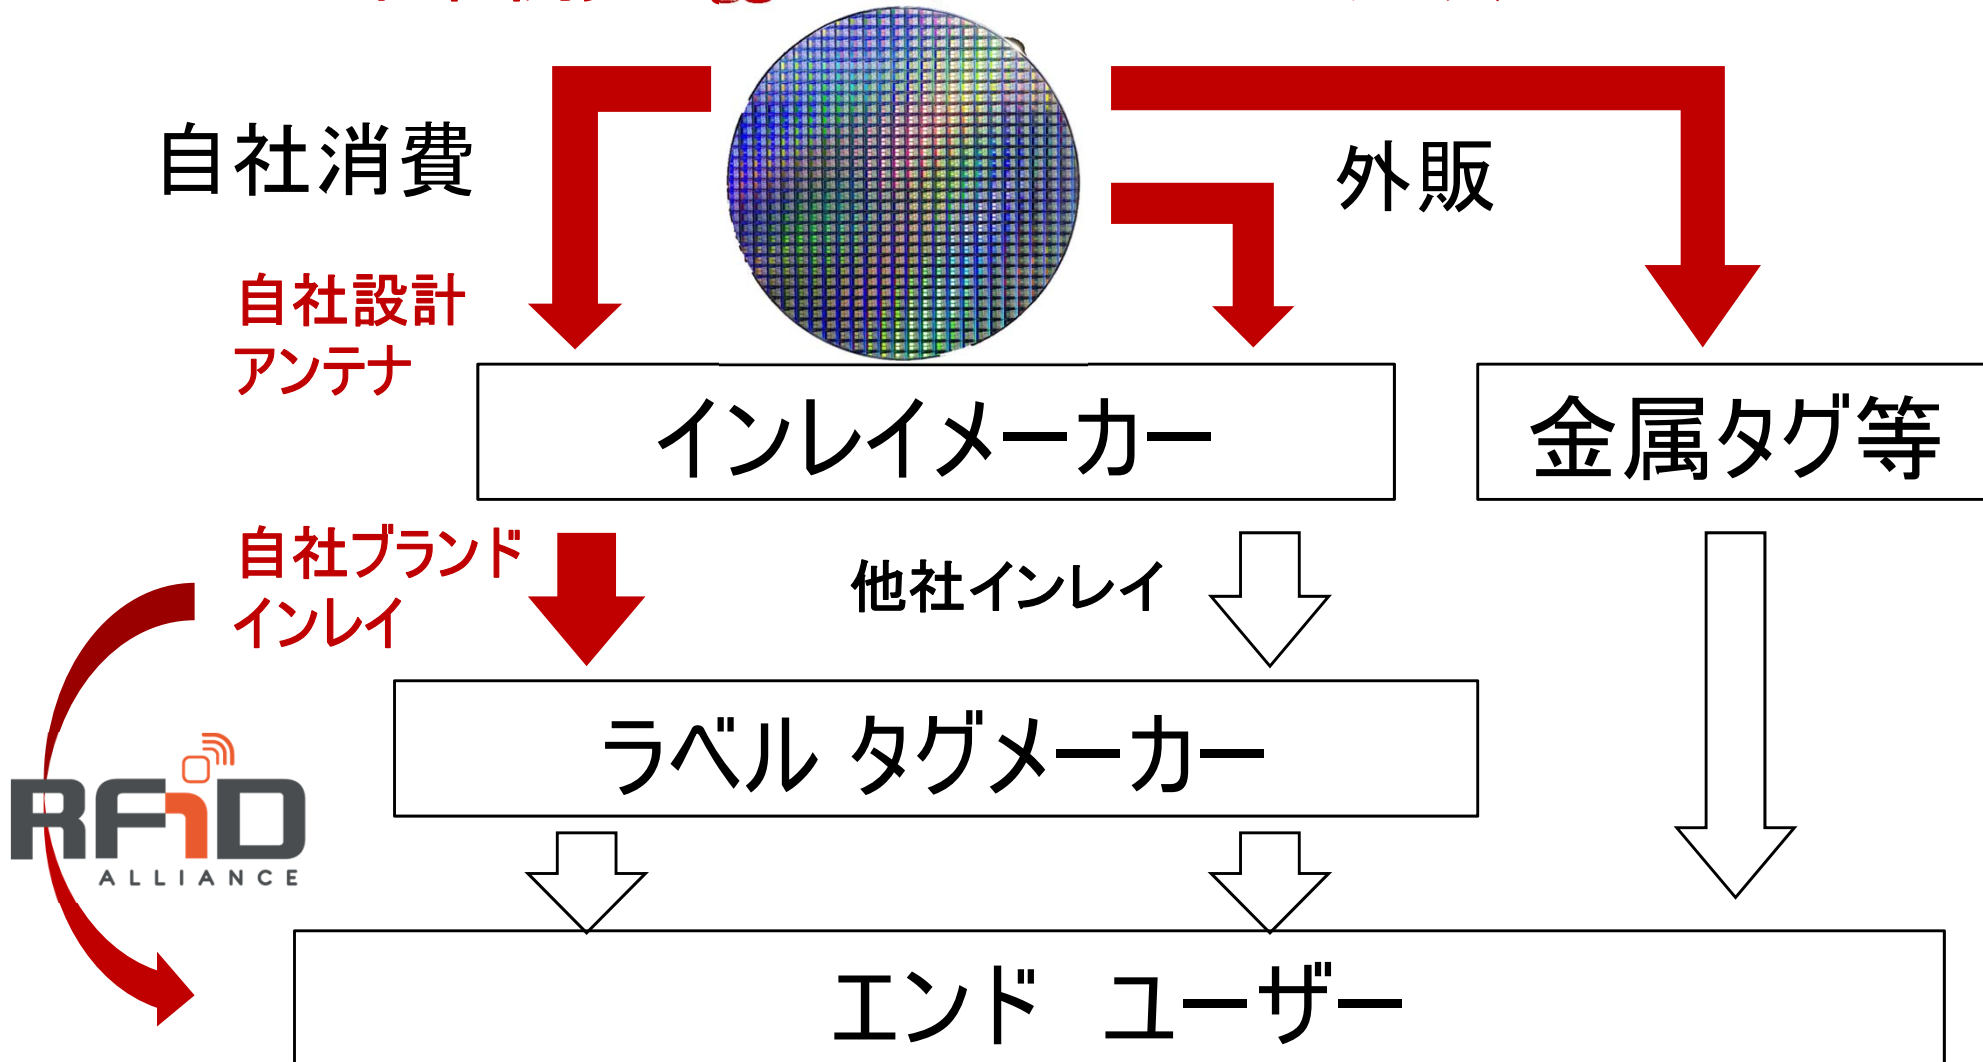 自社消費
外販
自社設計
アンテナ
インレイメーカー
金属タグ等
自社ブランド
インレイ
他社インレイ
ラベル タグメーカー
RFiD
ALLIANCE
エンド ユーザー